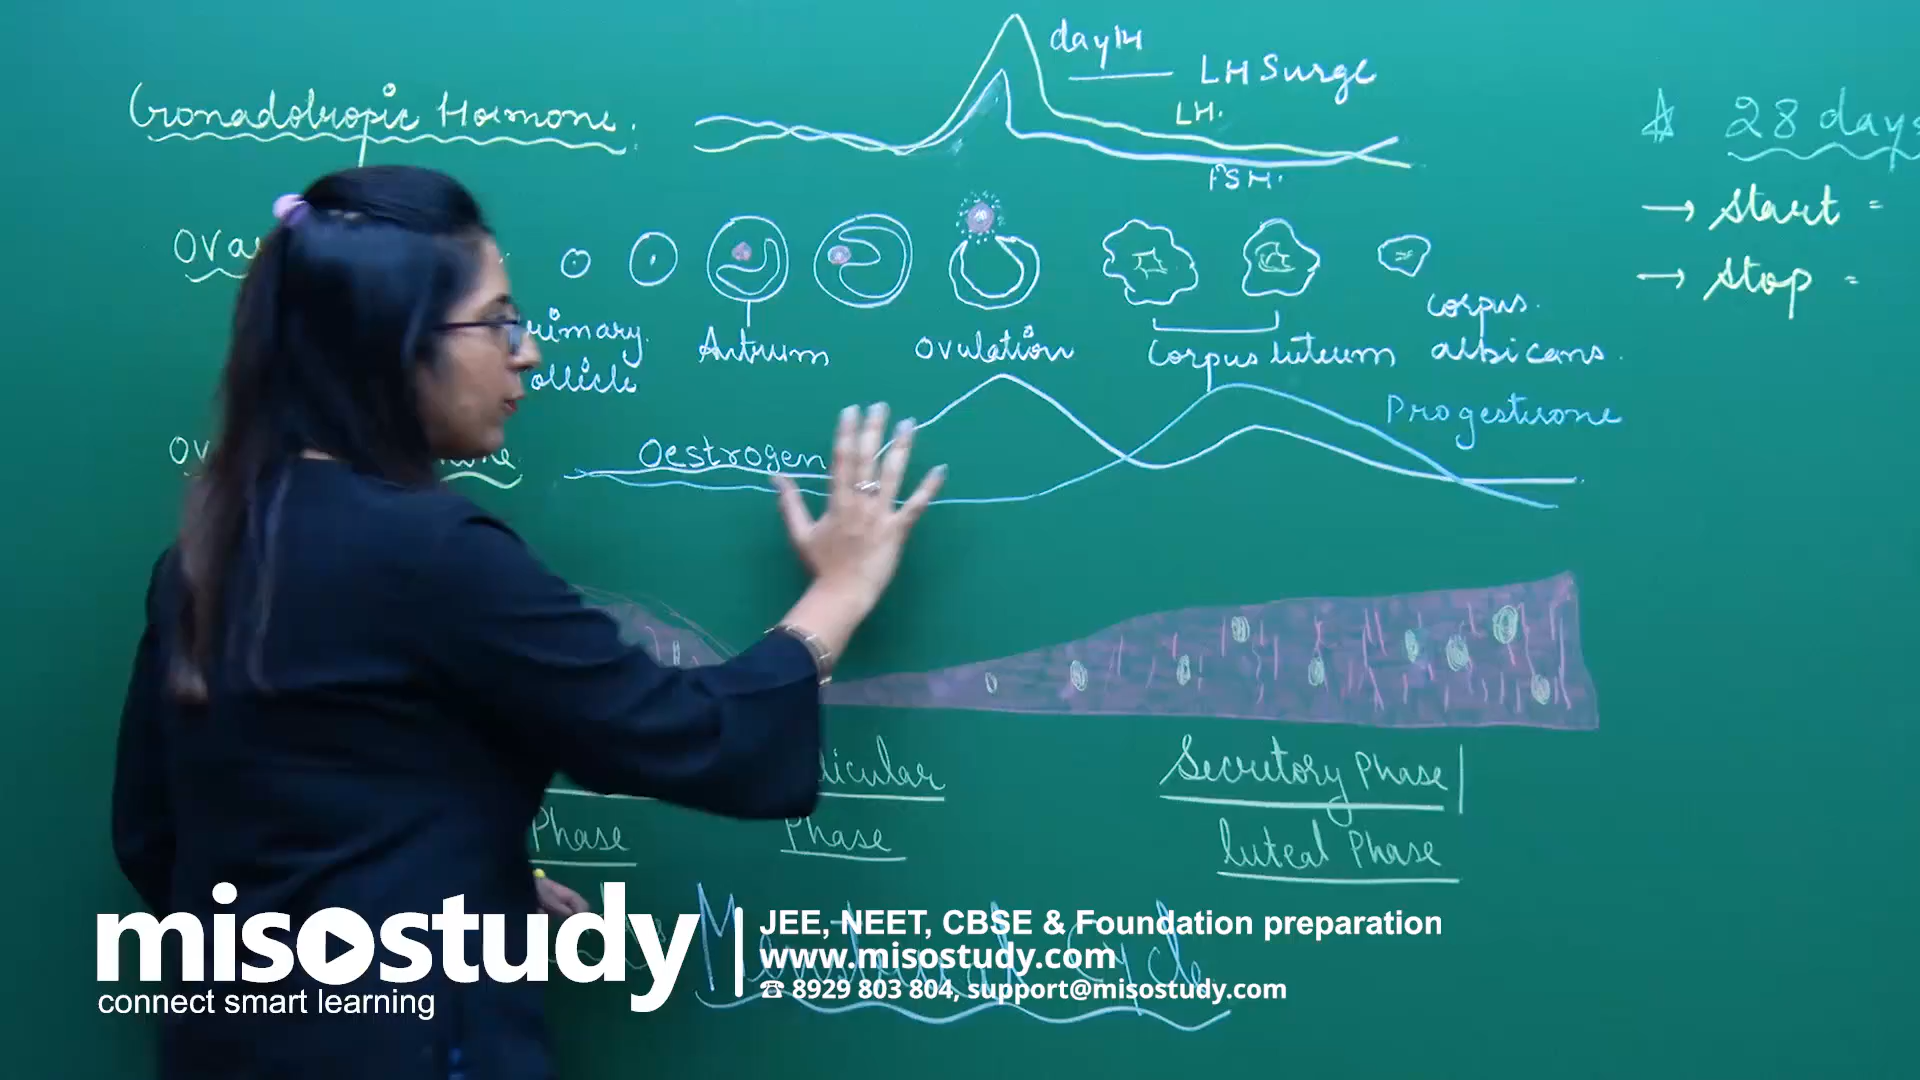 day 14
LH Surge
Gonadotropic Hormone.
LH.
FSH.
☆ 28 days
→ Start =
→ Stop =
Antrum
Ovulation
Corpus luteum
corpus albicans.
Progesterone
Oestrogen
Secretory Phase |
luteal Phase
Phase
Phase
Menstrual Cycle
misostudy
connect smart learning
JEE, NEET, CBSE & Foundation preparation
www.misostudy.com
☎ 8929 803 804, support@misostudy.com